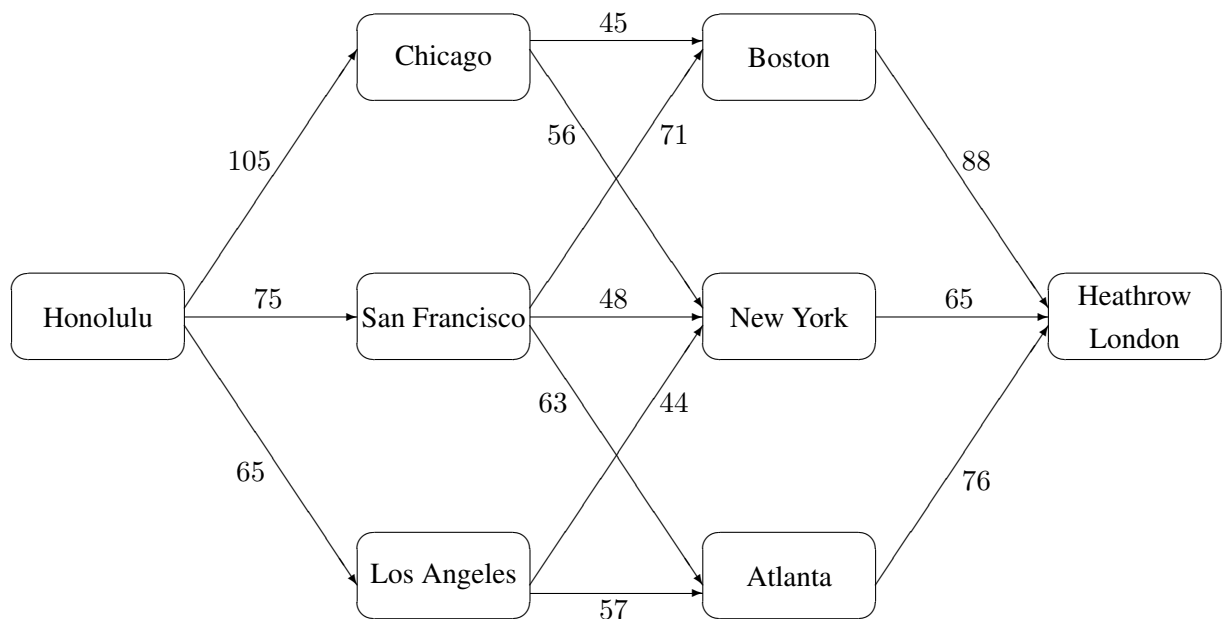 45
Chicago
Boston
56
71
105
88
75
48
65
Honolulu
San Francisco
New York
Heathrow
London
63
44
65
76
Los Angeles
Atlanta
57